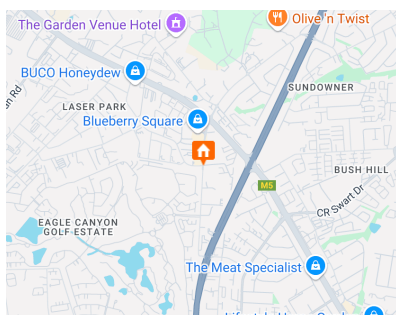 The Garden Venue Hotel
Olive 'n Twist
BUCO Honeydew
SUNDOWNER
LASER PARK
Blueberry Square
BUSH HILL
M5
CR Swart Dr
EAGLE CANYON
GOLF ESTATE
The Meat Specialist